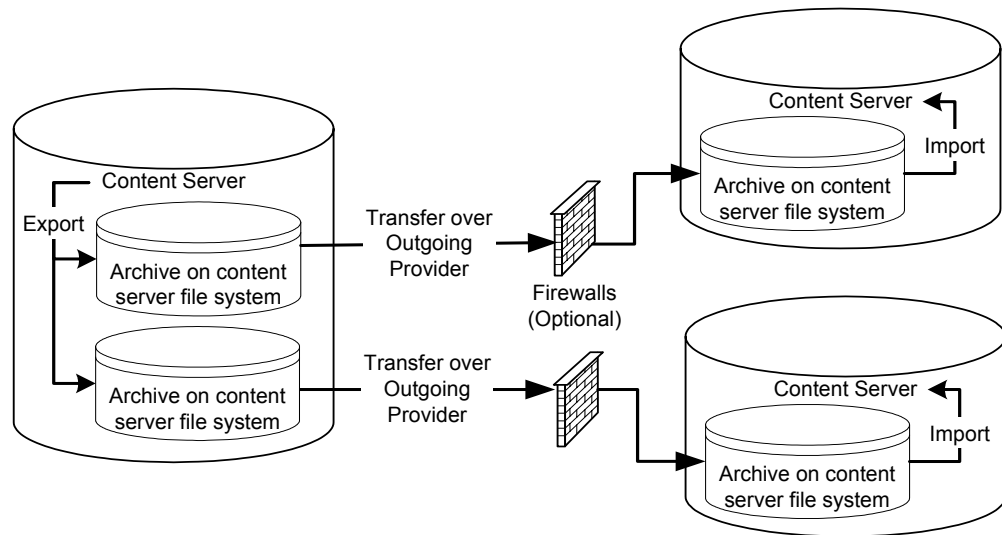 Content Server
Export
Archive on content
server file system
Archive on content
server file system
Transfer over
Outgoing
Provider
Transfer over
Outgoing
Provider
Firewalls
(Optional)
Content Server
Import
Archive on content
server file system
Content Server
Import
Archive on content
server file system